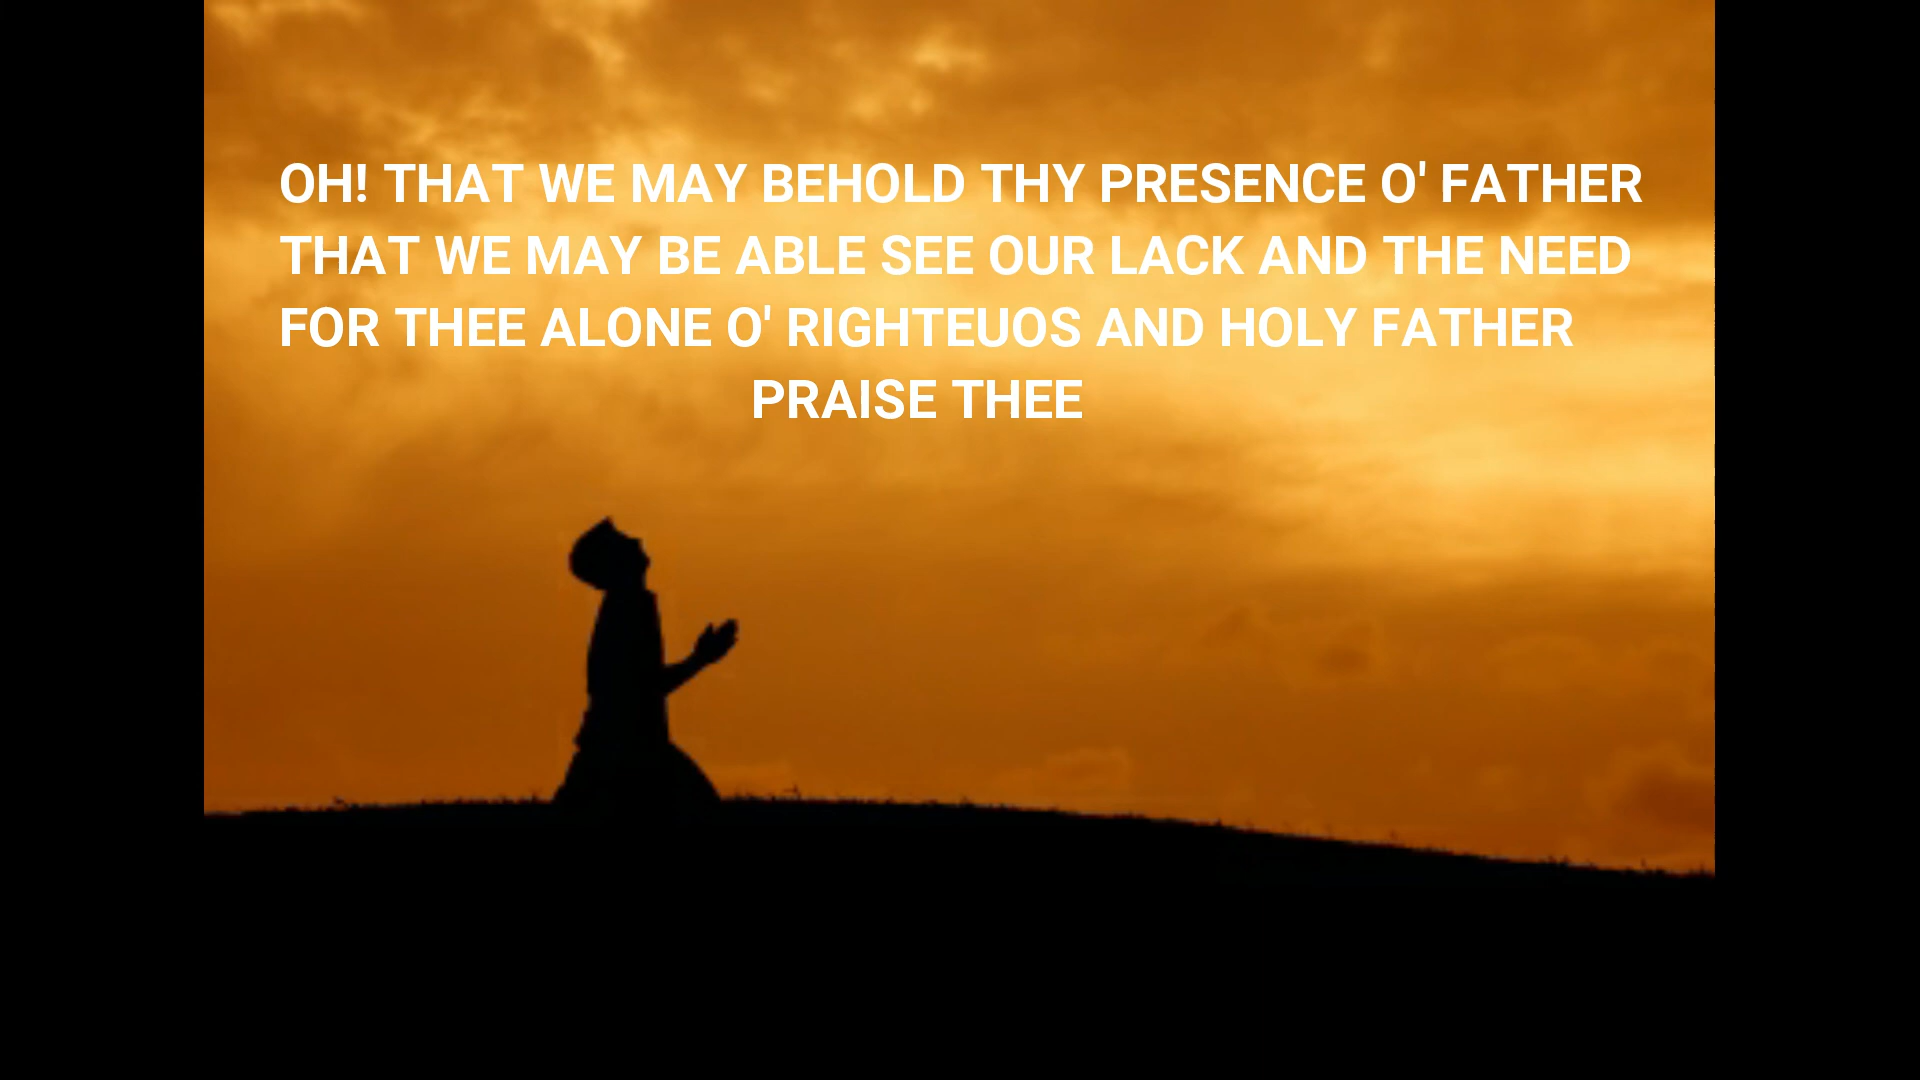 OH! THAT WE MAY BEHOLD THY PRESENCE O' FATHER
THAT WE MAY BE ABLE SEE OUR LACK AND THE NEED
FOR THEE ALONE O' RIGHTEUOS AND HOLY FATHER
PRAISE THEE